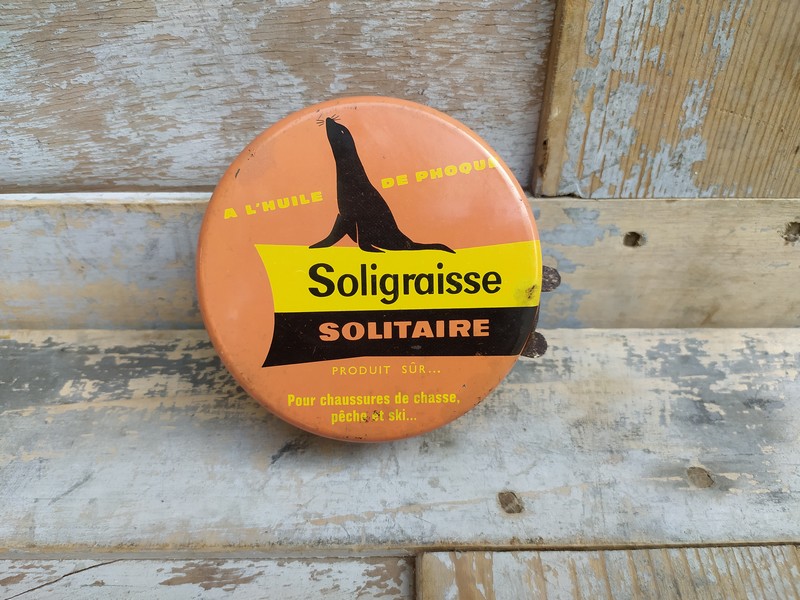 A L'HUILE DE PHOQUE
Soligraisse
SOLITAIRE
PRODUIT SÛR...
Pour chaussures de chasse,
pêche et ski...